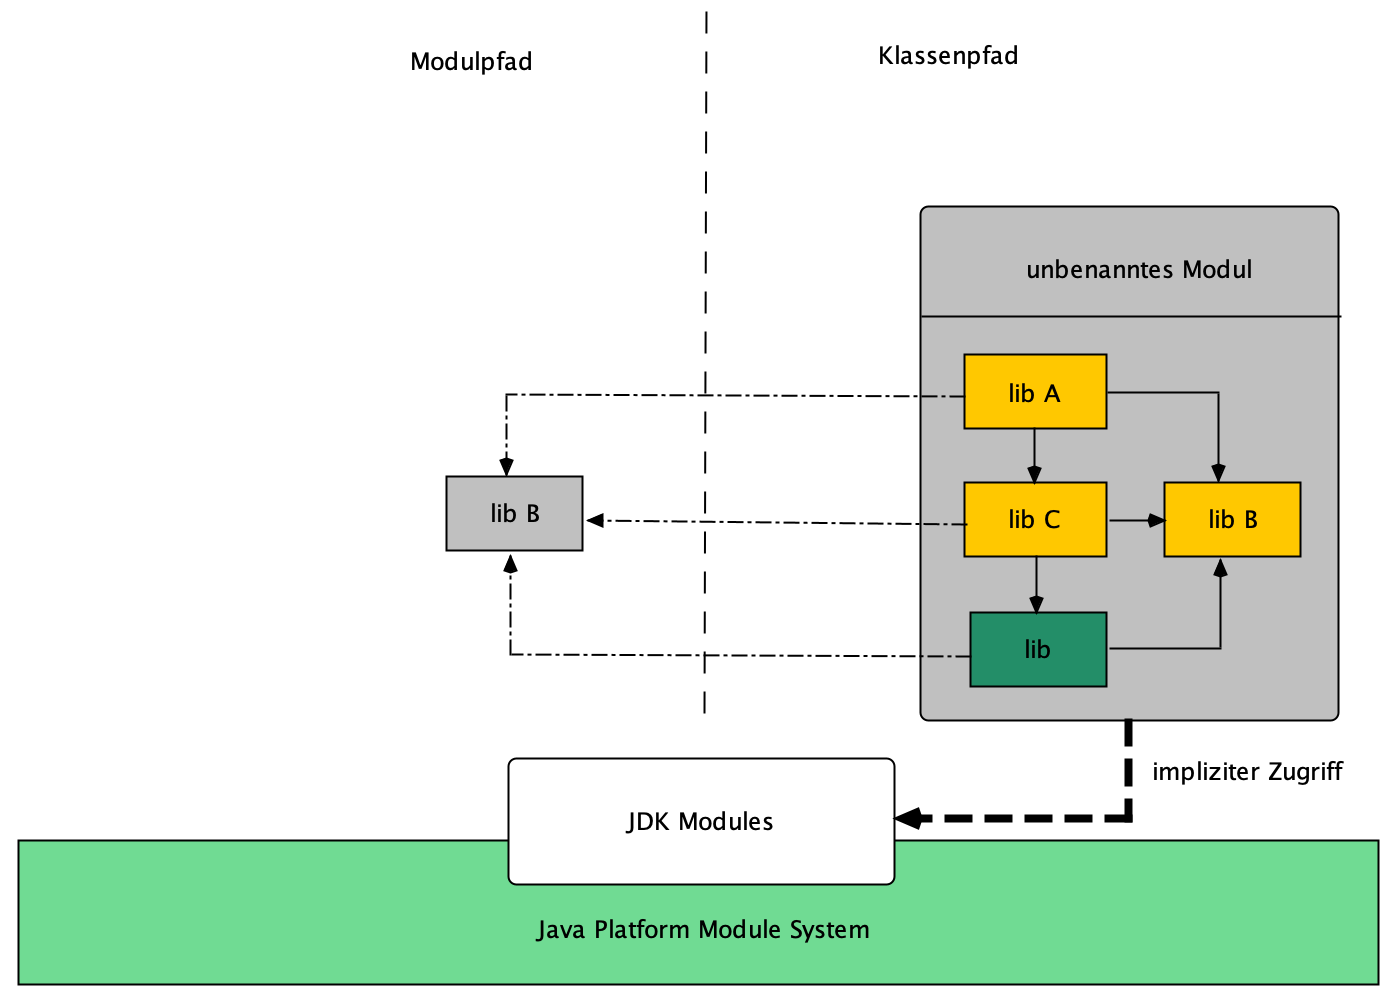 Modulpfad
Klassenpfad
unbenanntes Modul
lib A
lib B
lib C
lib B
lib
impliziter Zugriff
JDK Modules
Java Platform Module System